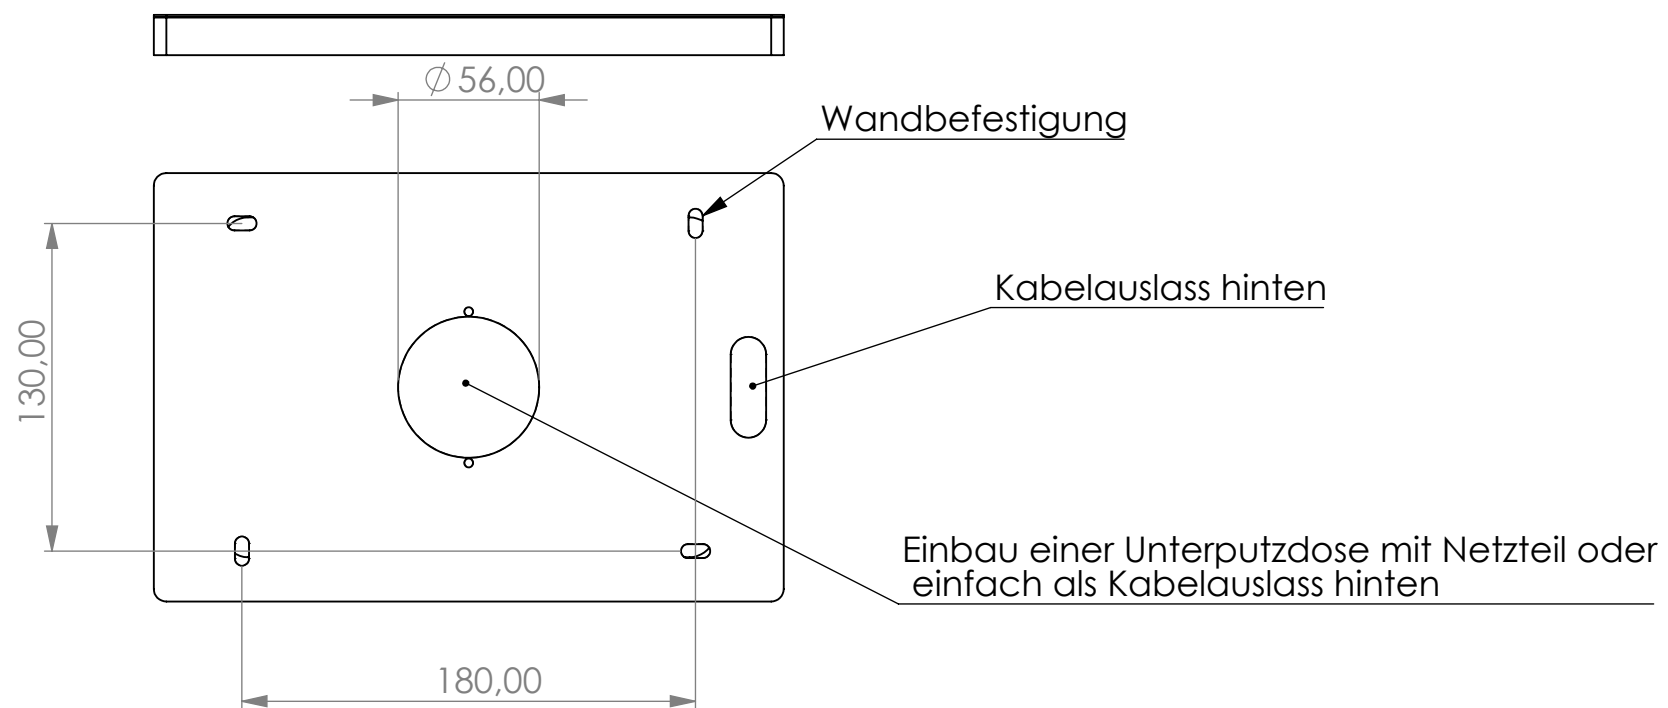 ⌀56,00
Wandbefestigung
Kabelauslass hinten
130,00
Einbau einer Unterputzdose mit Netzteil oder
einfach als Kabelauslass hinten
180,00